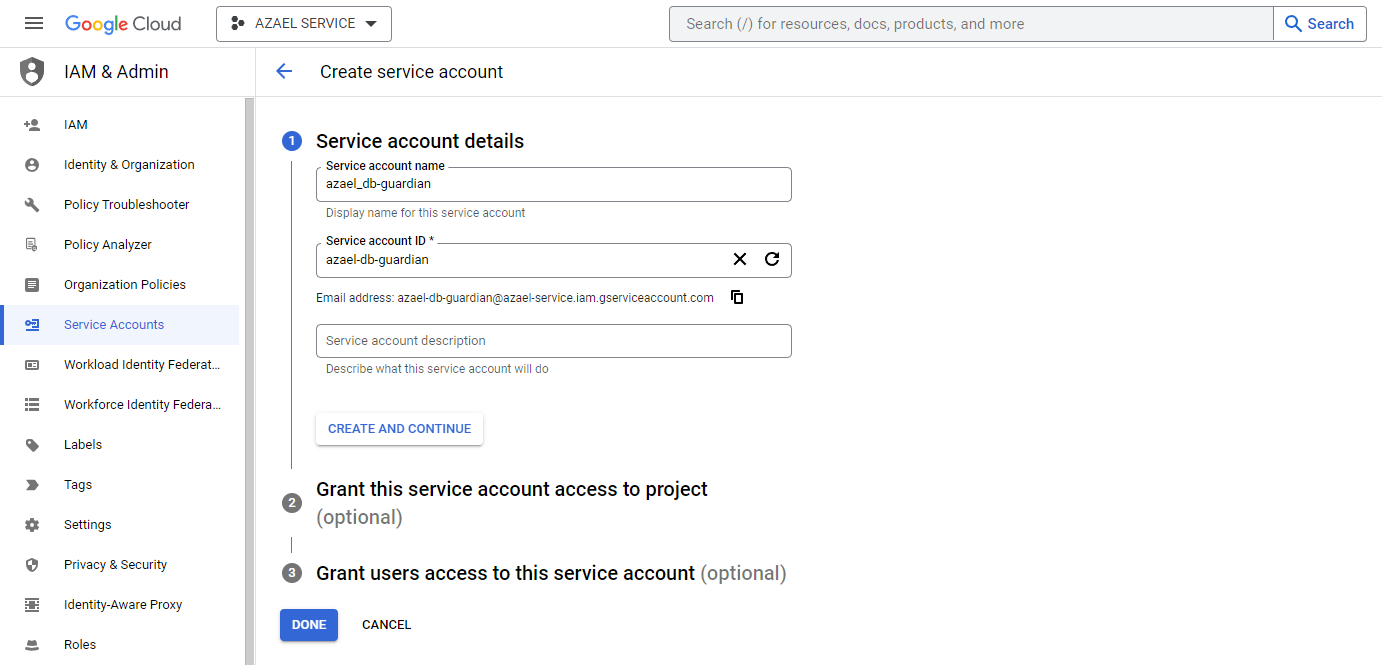 Google Cloud
AZAEL SERVICE
Search (/) for resources, docs, products, and more
Search
IAM & Admin
Create service account
IAM
Identity & Organization
Policy Troubleshooter
Policy Analyzer
Organization Policies
Service Accounts
Workload Identity Federat...
Workforce Identity Federa...
Labels
Tags
Settings
Privacy & Security
Identity-Aware Proxy
Roles
1
Service account details
Service account name
azael_db-guardian
Display name for this service account
Service account ID *
azael-db-guardian
Email address: azael-db-guardian@azael-service.iam.gserviceaccount.com
Service account description
Describe what this service account will do
CREATE AND CONTINUE
2
Grant this service account access to project
(optional)
3
Grant users access to this service account (optional)
DONE
CANCEL